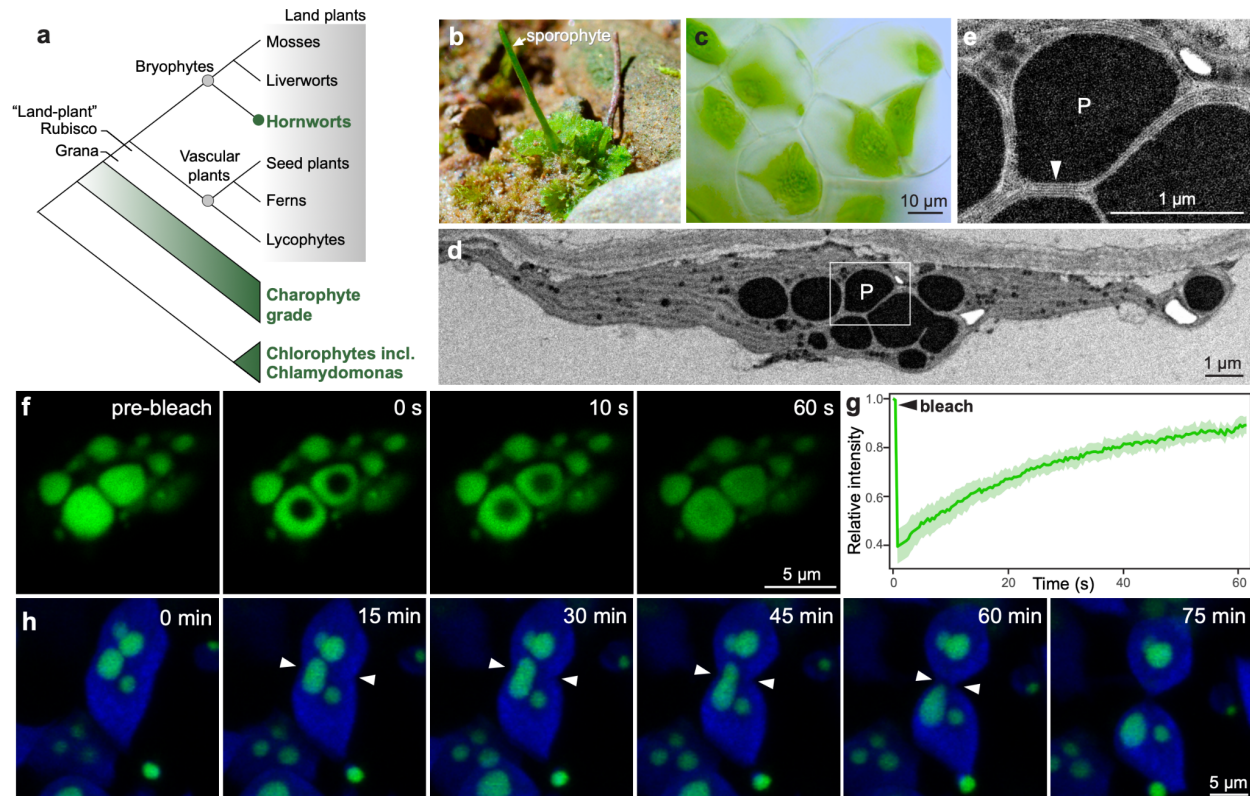 a
Land plants
Mosses
Bryophytes
Liverworts
“Land-plant”
Rubisco
Hornworts
Grana
Vascular
plants
Seed plants
Ferns
Lycophytes
Charophyte
grade
Chlorophytes incl.
Chlamydomonas
b
sporophyte
c
10 µm
e
P
1 µm
d
P
1 µm
f
pre-bleach
0 s
10 s
60 s
5 µm
g
1.0
bleach
0.8
0.6
0.4
Relative intensity
0
20
40
60
Time (s)
h
0 min
15 min
30 min
45 min
60 min
75 min
5 µm